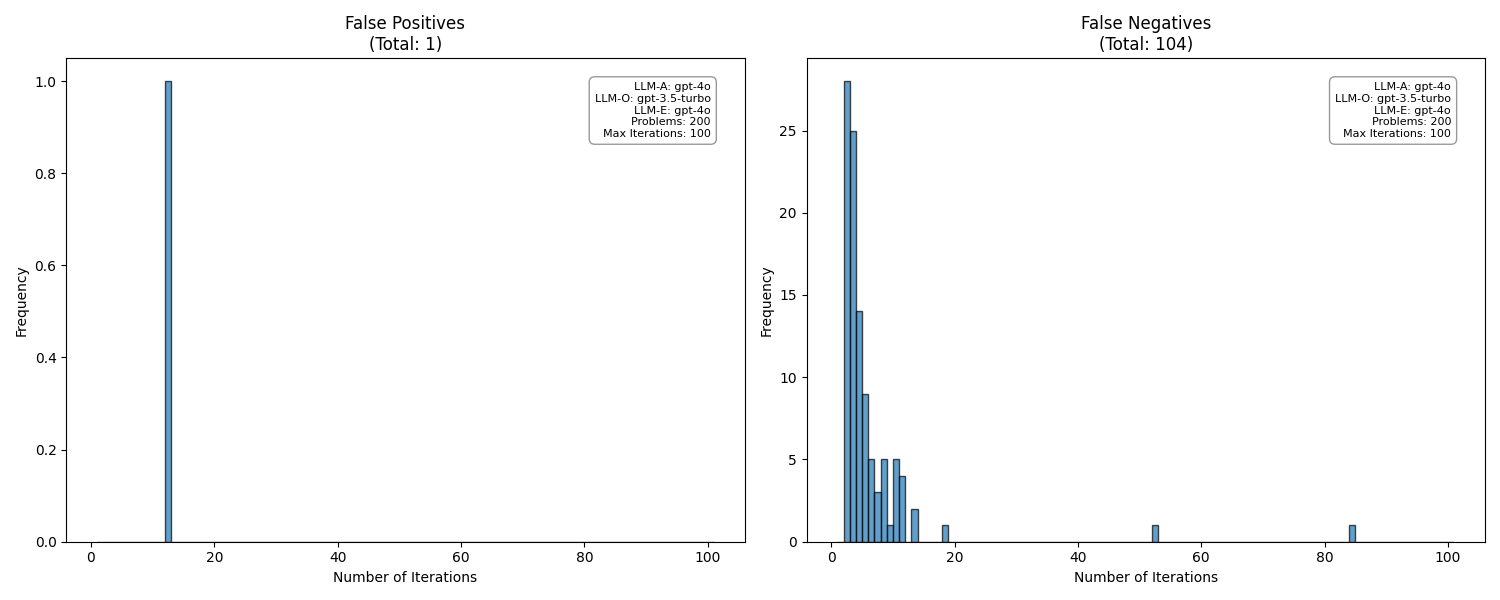 False Positives
(Total: 1)
LLM-A: gpt-4o
LLM-O: gpt-3.5-turbo
LLM-E: gpt-4o
Problems: 200
Max Iterations: 100
Frequency
1.0
0.8
0.6
0.4
0.2
0.0
0 20 40 60 80 100
Number of Iterations
False Negatives
(Total: 104)
LLM-A: gpt-4o
LLM-O: gpt-3.5-turbo
LLM-E: gpt-4o
Problems: 200
Max Iterations: 100
Frequency
25
20
15
10
5
0
0 20 40 60 80 100
Number of Iterations